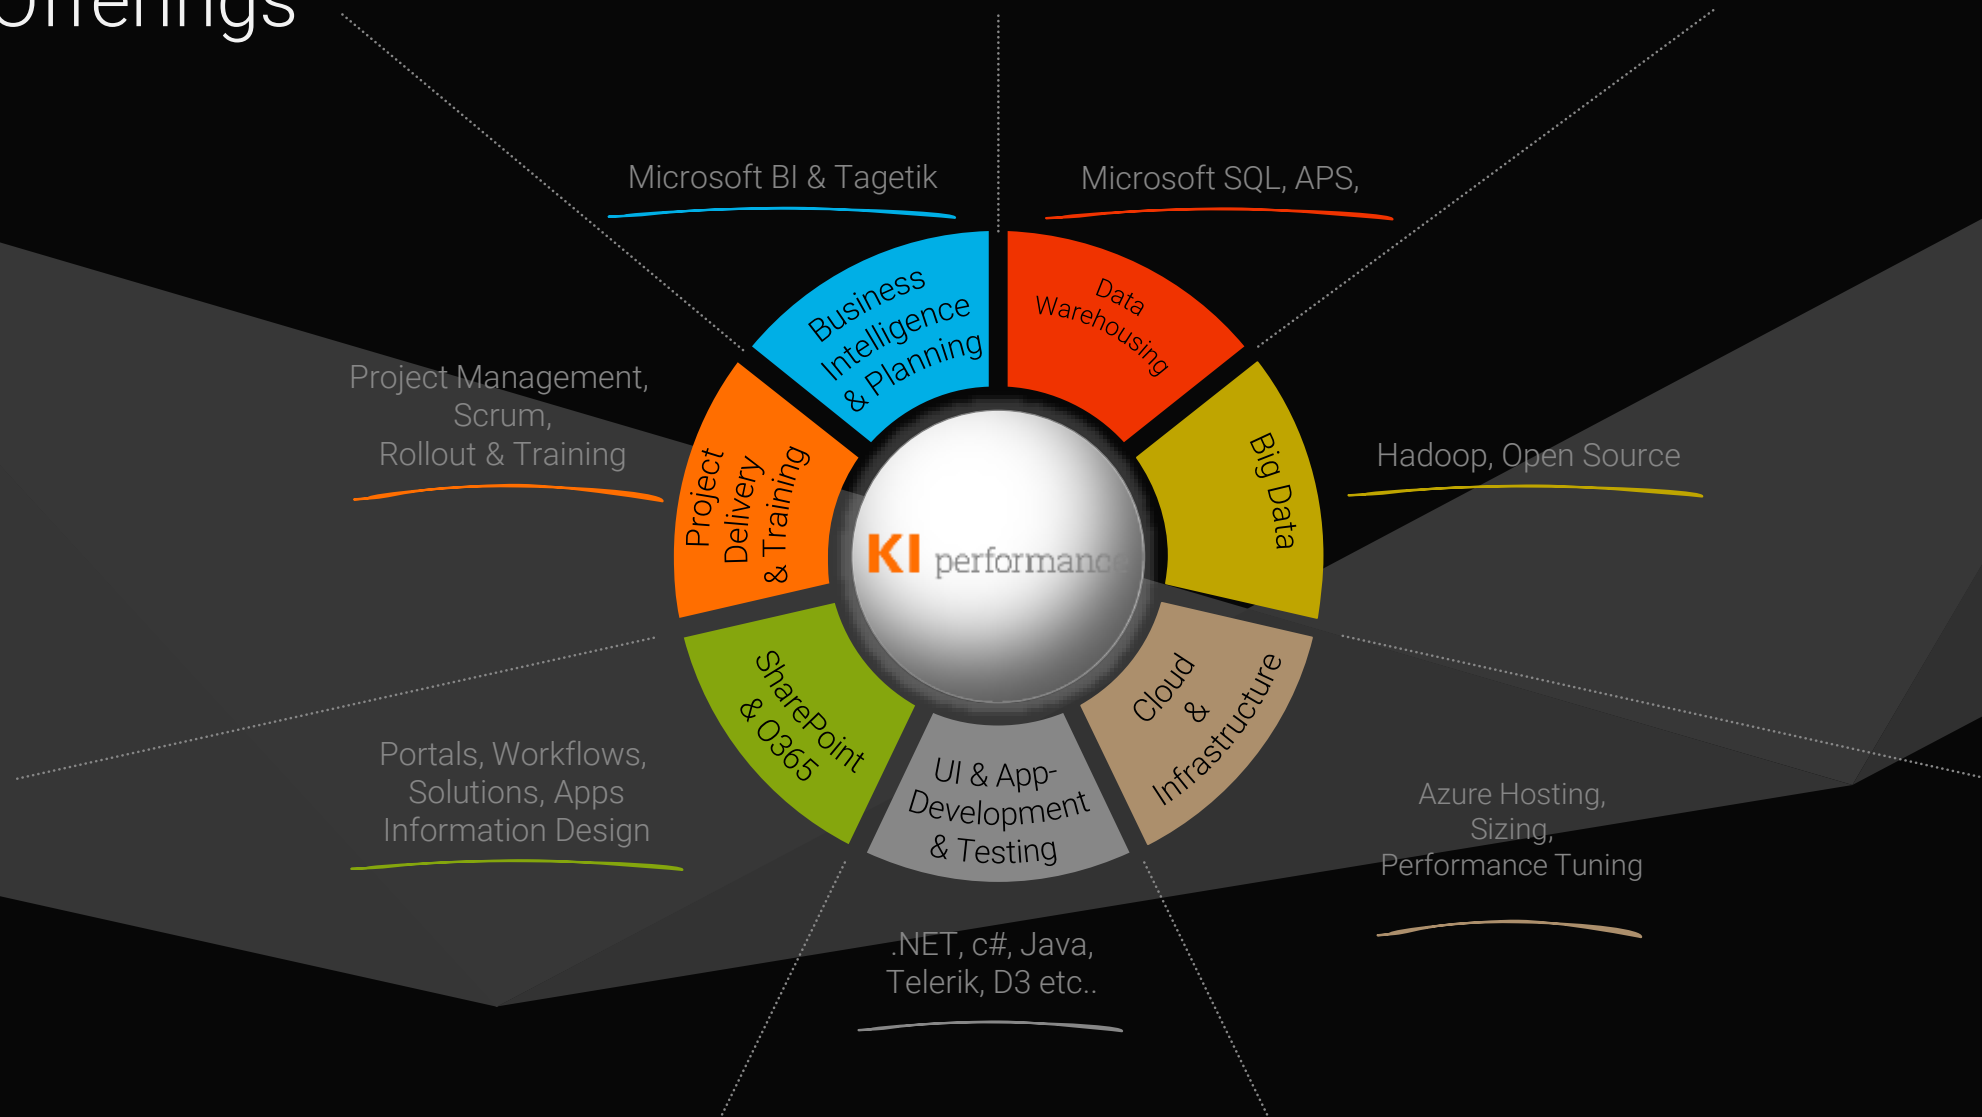 Offerings
Microsoft BI & Tagetik
Microsoft SQL, APS,
Business
Intelligence
& Planning
Data
Warehousing
Project Management,
Scrum,
Rollout & Training
Project
Delivery
& Training
Big Data
Hadoop, Open Source
KI performance
SharePoint
& O365
Cloud
&
Infrastructure
Portals, Workflows,
Solutions, Apps
Information Design
UI & App-
Development
& Testing
Azure Hosting,
Sizing,
Performance Tuning
.NET, c#, Java,
Telerik, D3 etc..